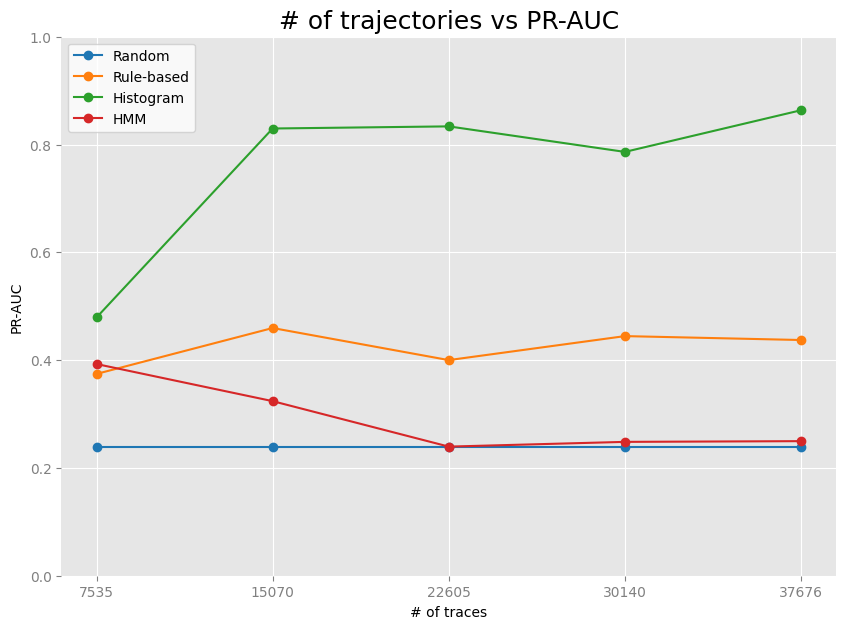 # of trajectories vs PR-AUC
Random
Rule-based
Histogram
HMM
PR-AUC
1.0
0.8
0.6
0.4
0.2
0.0
7535 15070 22605 30140 37676
# of traces